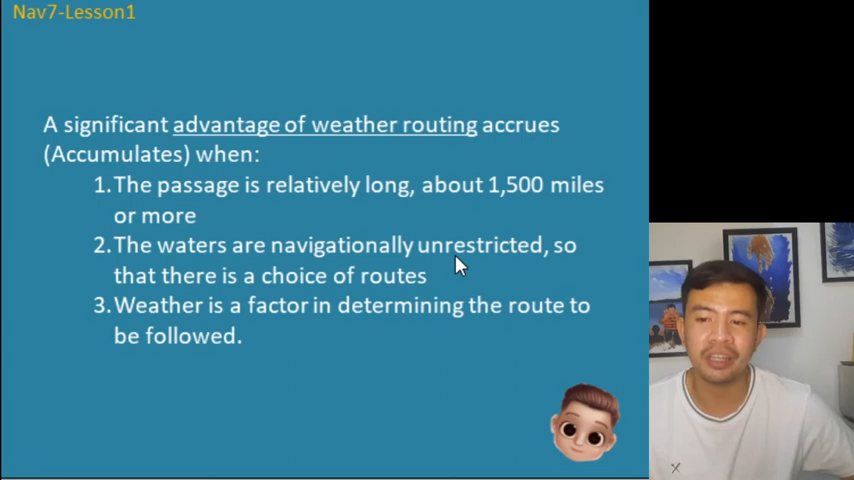 Nav7-Lesson1
A significant advantage of weather routing accrues
(Accumulates) when:
1.The passage is relatively long, about 1,500 miles
or more
2.The waters are navigationally unrestricted, so
that there is a choice of routes
3.Weather is a factor in determining the route to
be followed.